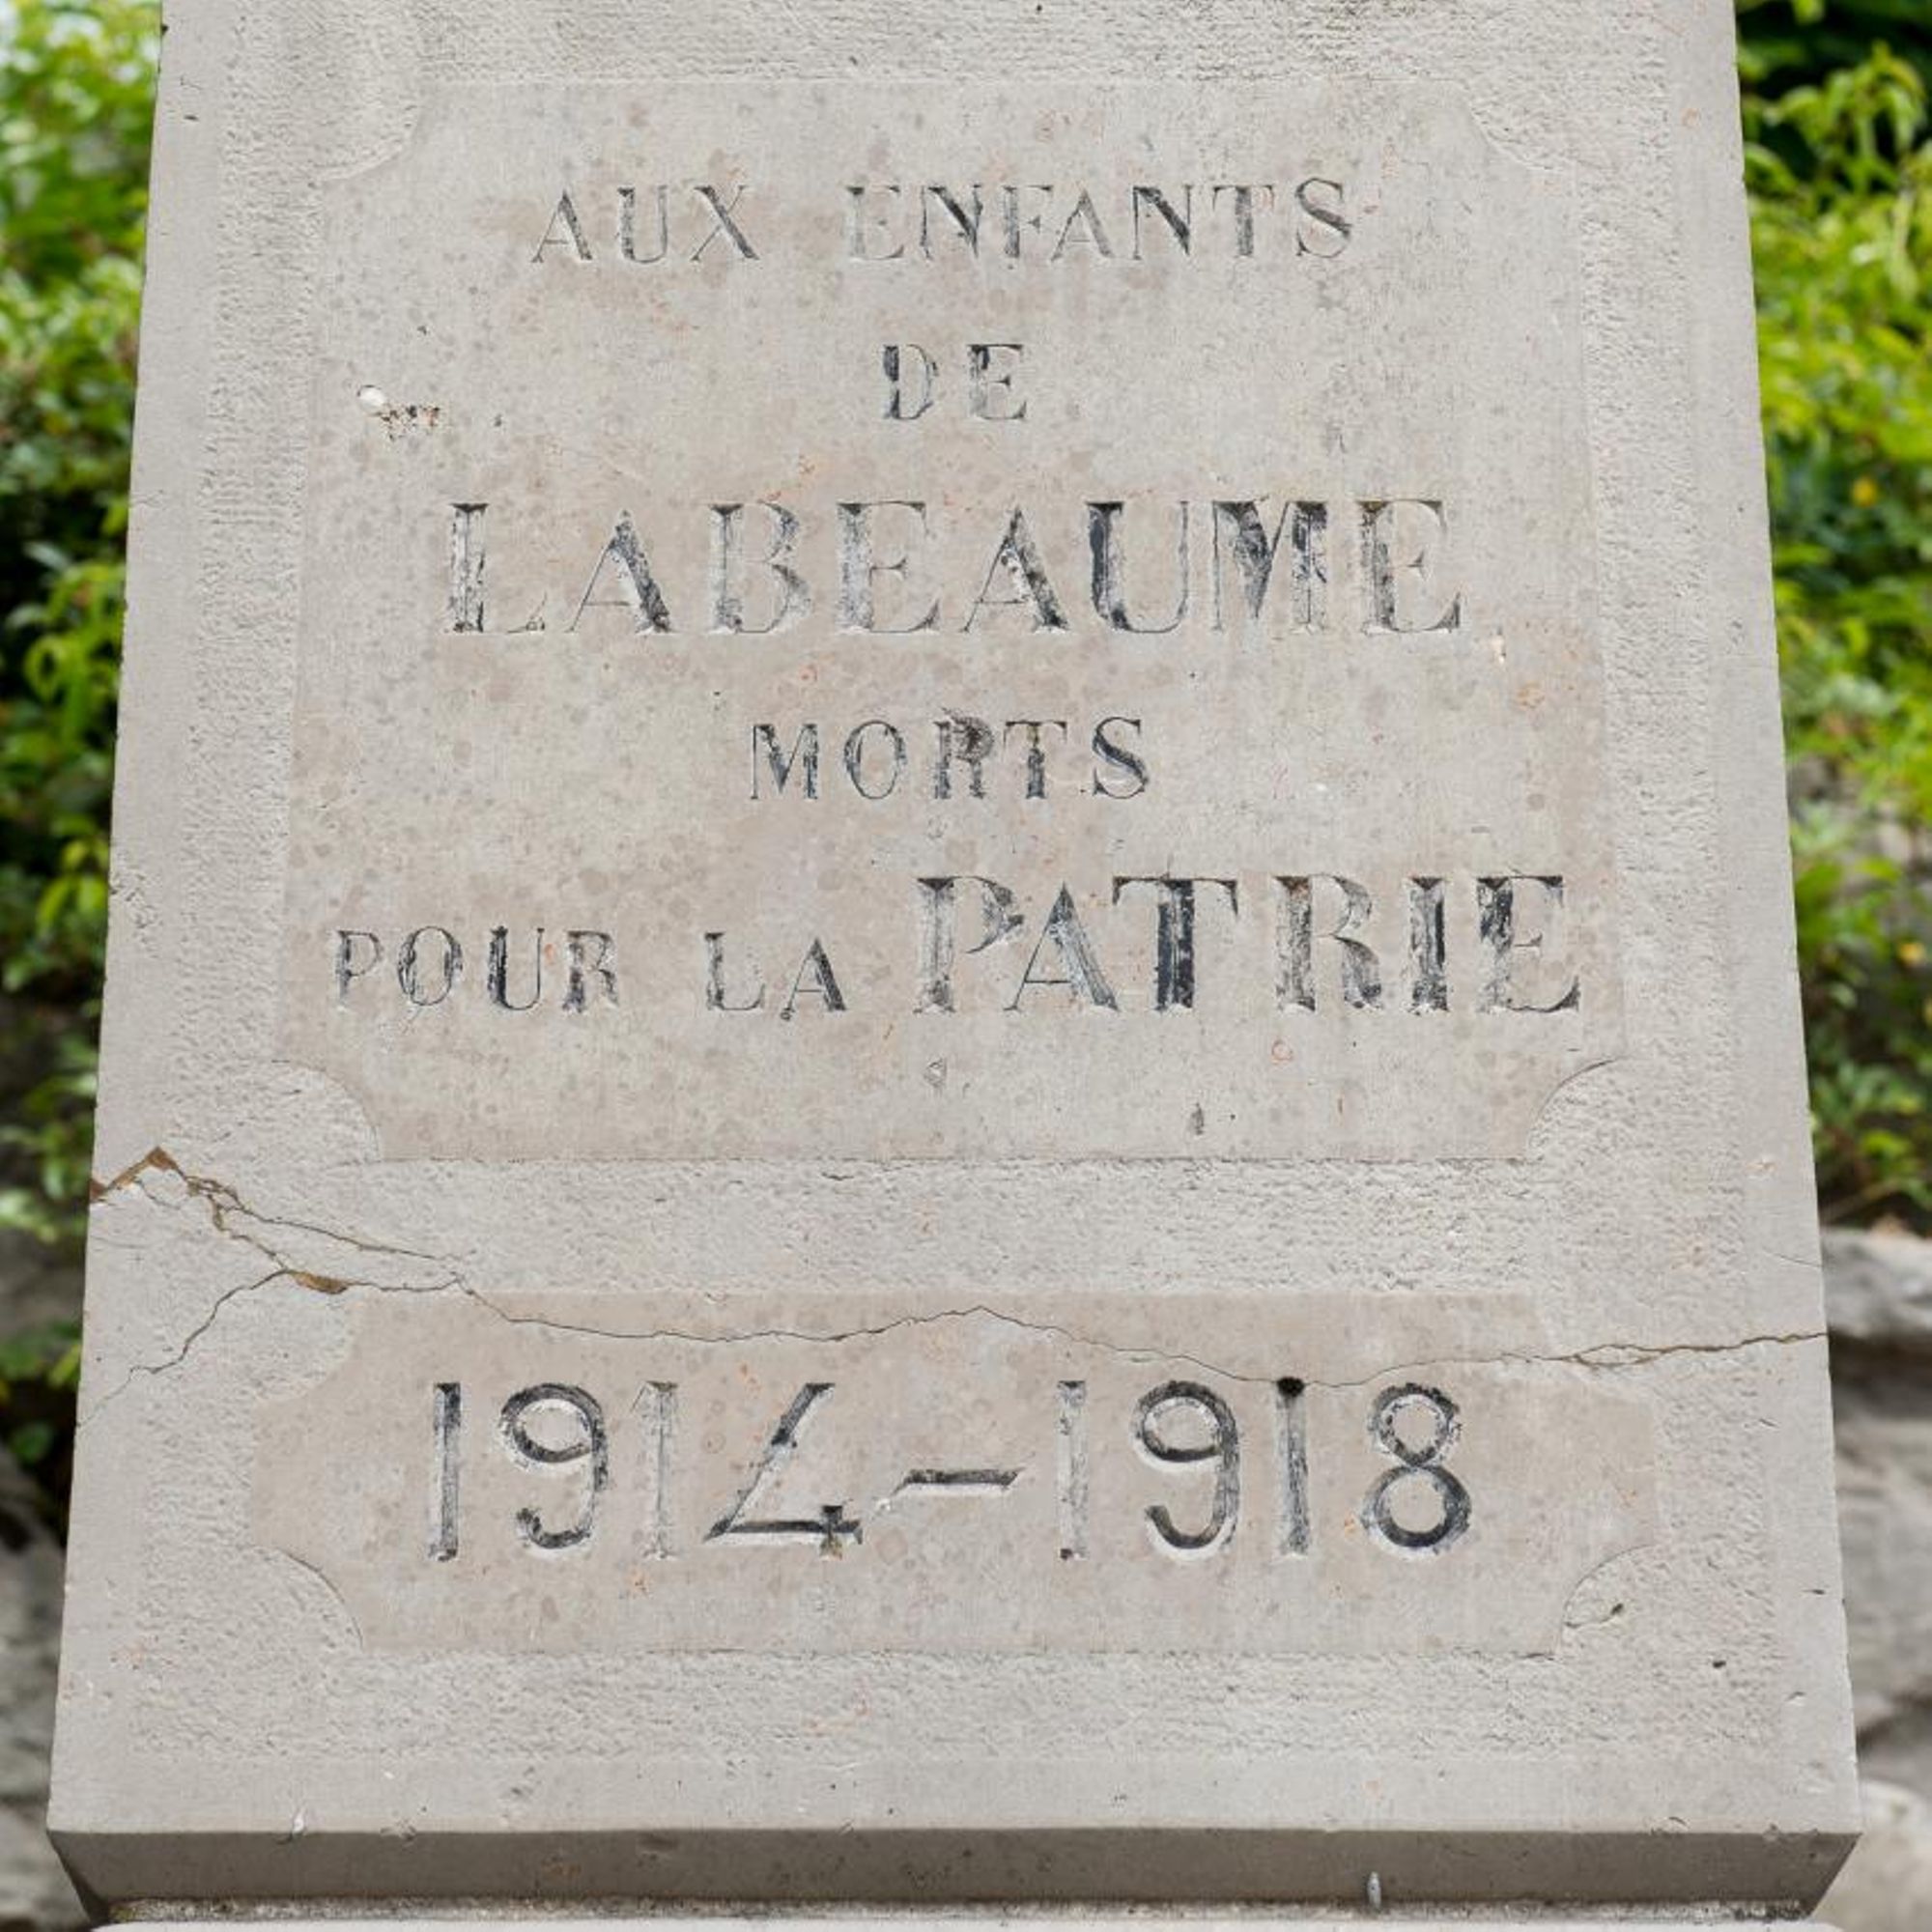 AUX ENFANTS
DE
LABEAUME
MORTS
POUR LA PATRIE
1914-1918